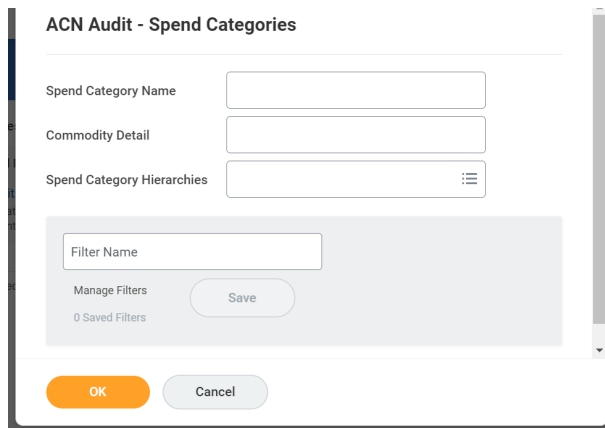 ACN Audit - Spend Categories
Spend Category Name
Commodity Detail
Spend Category Hierarchies
Filter Name
Manage Filters
Save
0 Saved Filters
OK
Cancel